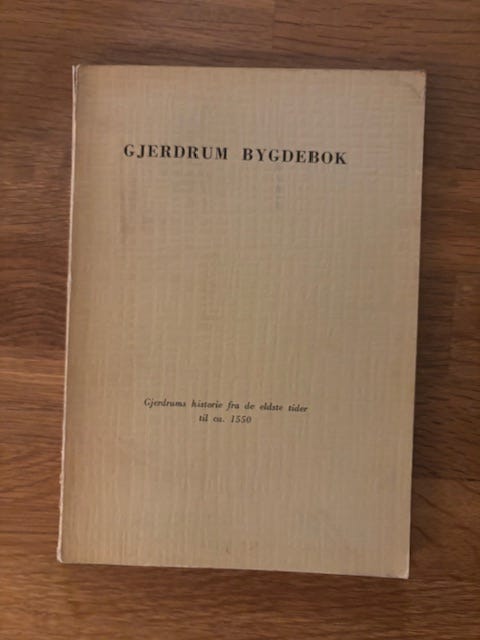 GJERDRUM BYGDEBOK
Gjerdrums historie fra de eldste tider
til ca. 1550